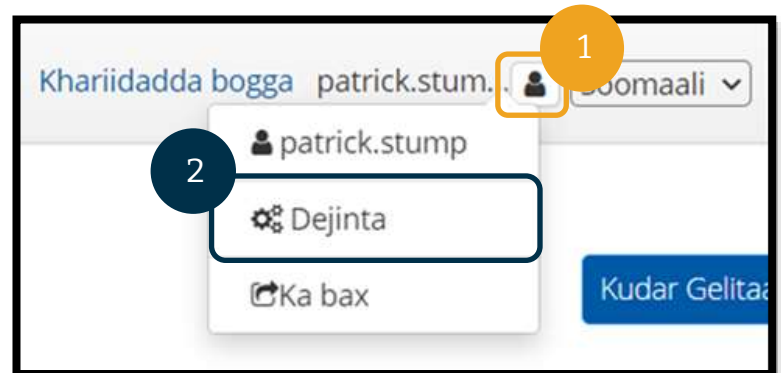 1
Khariidadda bogga patrick.stum... Soomaali
patrick.stump
2
Dejinta
Ka bax
Kudar Gelitaa